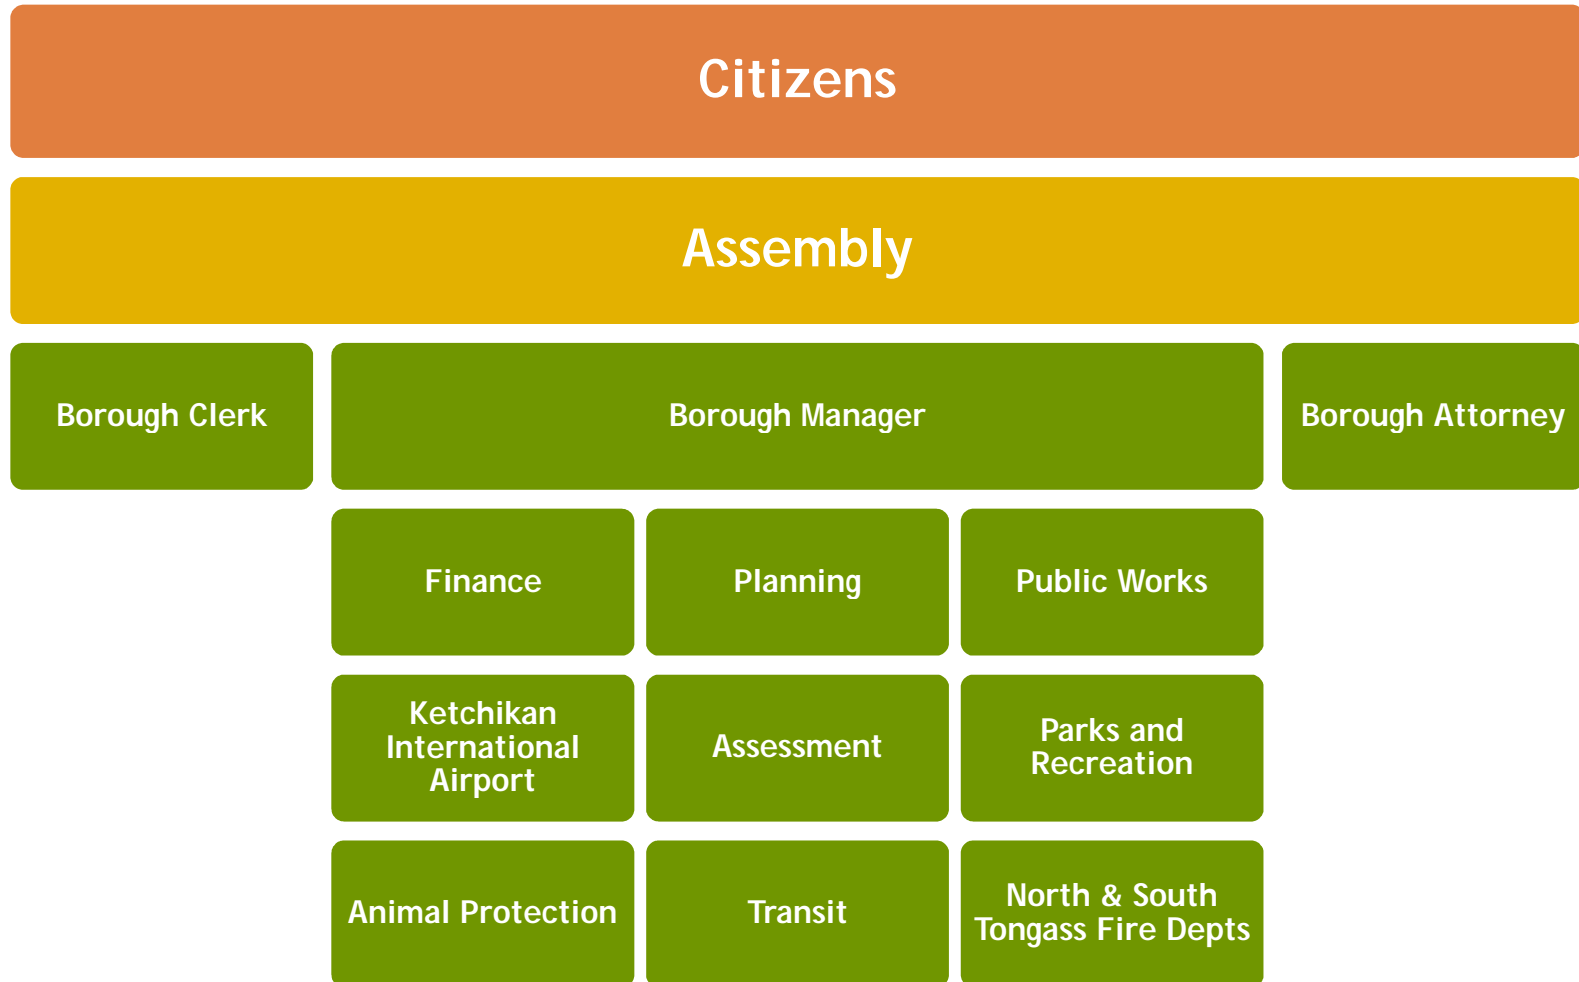 Citizens
Assembly
Borough Clerk
Borough Manager
Borough Attorney
Finance
Planning
Public Works
Ketchikan
International
Airport
Assessment
Parks and
Recreation
Animal Protection
Transit
North & South
Tongass Fire Depts